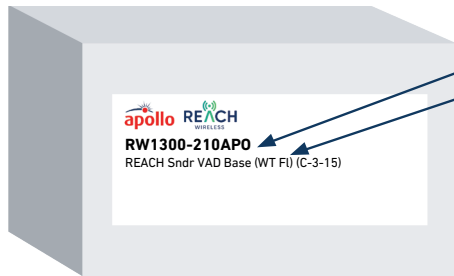 apollo REACH
WIRELESS
RW1300-210APO
REACH Sndr VAD Base (WT Fl) (C-3-15)